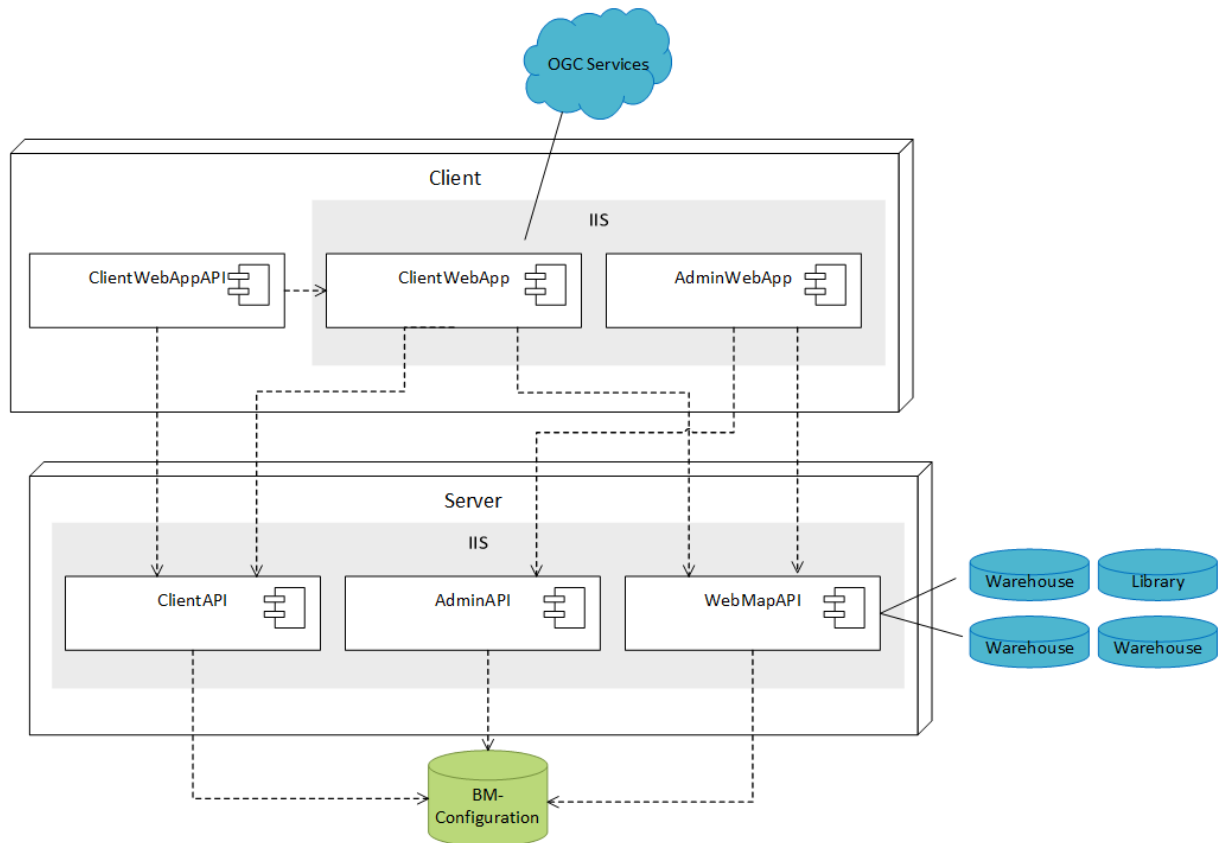 OGC Services
Client
IIS
ClientWebAppAPI
ClientWebApp
AdminWebApp
Server
IIS
ClientAPI
AdminAPI
WebMapAPI
Warehouse
Library
Warehouse
Warehouse
BM-
Configuration